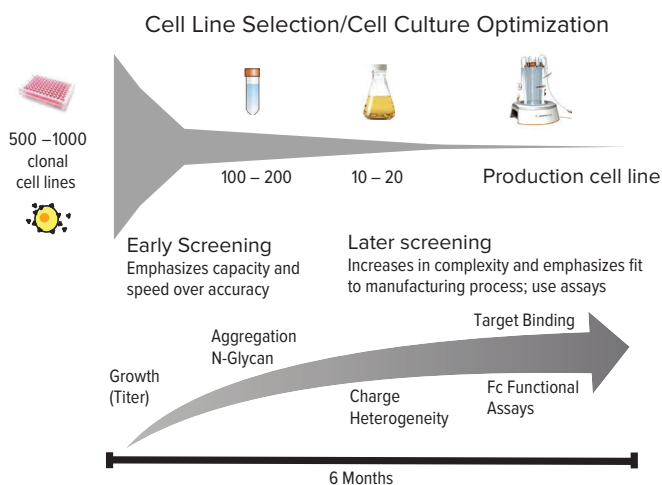 Cell Line Selection/Cell Culture Optimization
500 –1000
clonal
cell lines
100 – 200
10 – 20
Production cell line
Early Screening
Emphasizes capacity and
speed over accuracy
Later screening
Increases in complexity and emphasizes fit
to manufacturing process; use assays
Growth
(Titer)
Aggregation
N-Glycan
Charge
Heterogeneity
Target Binding
Fc Functional
Assays
6 Months